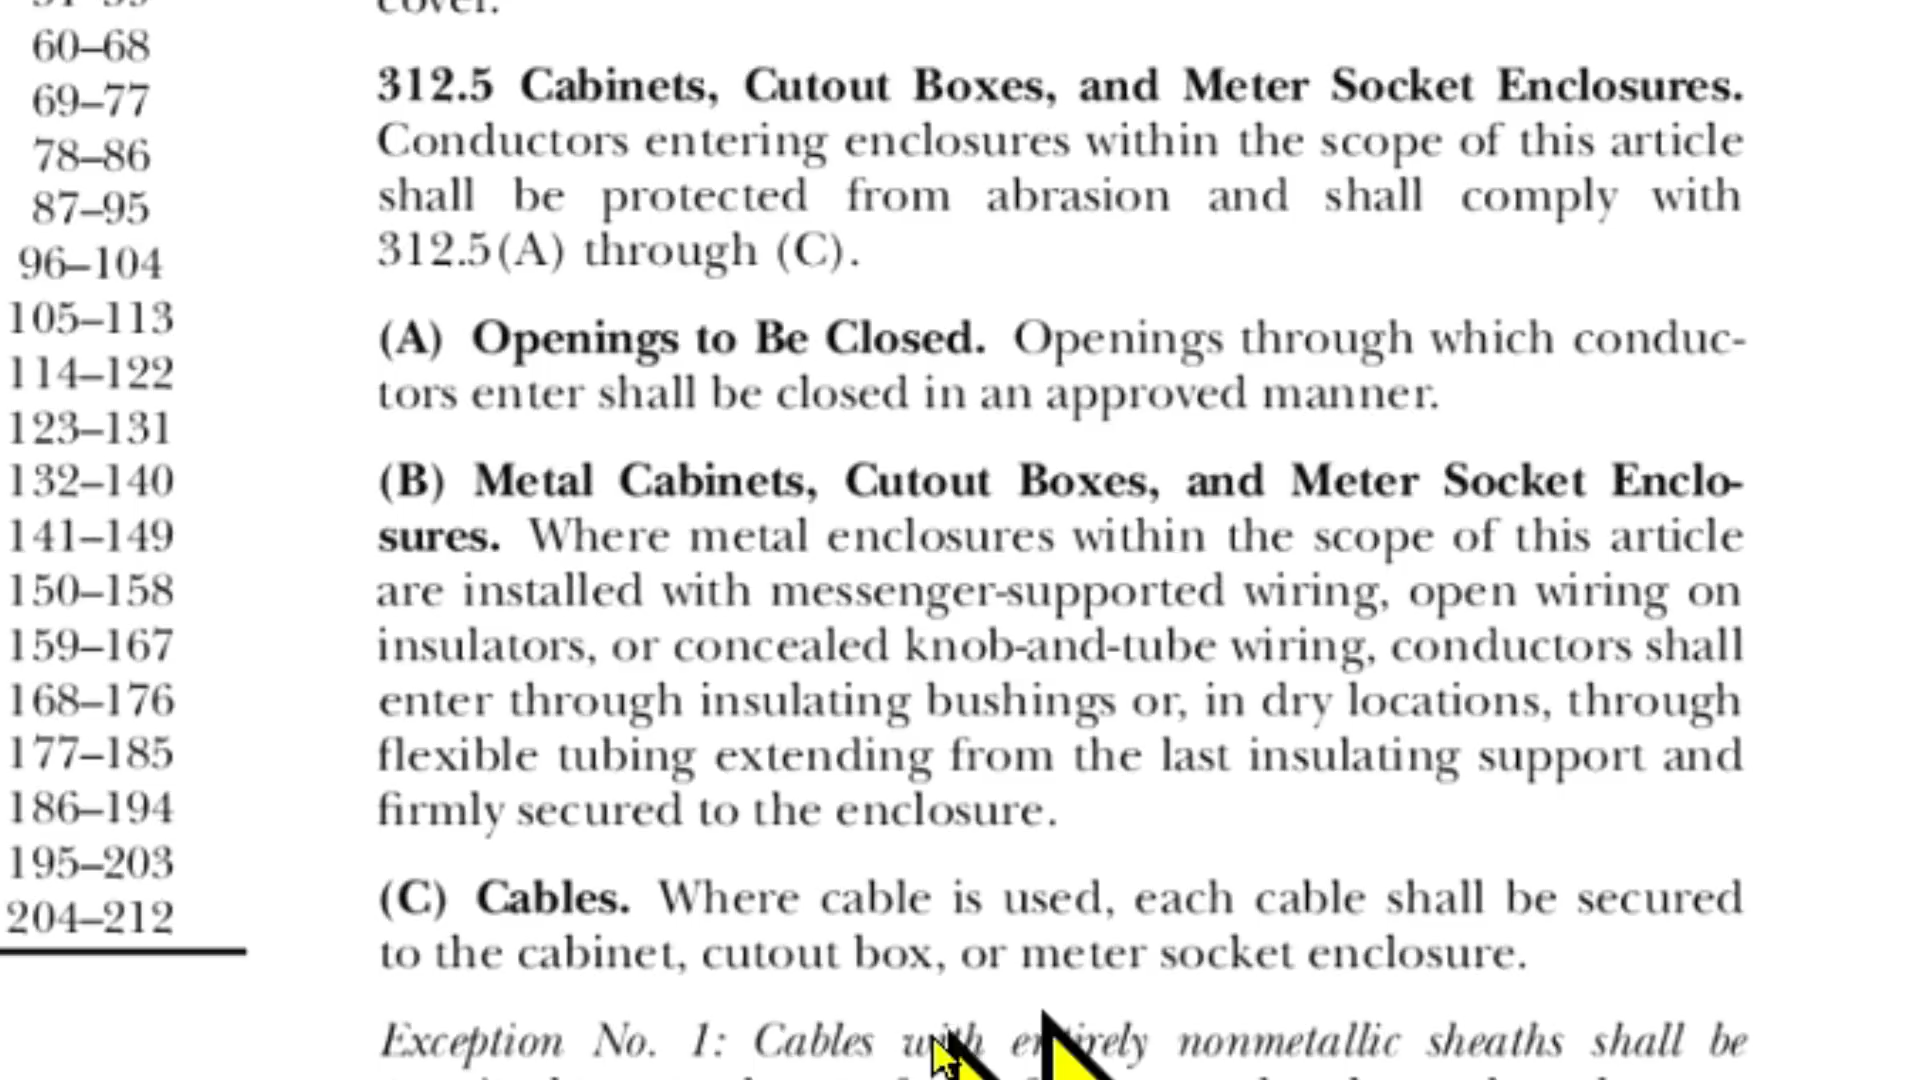 60–68
69–77
78–86
87–95
96–104
105–113
114–122
123–131
132–140
141–149
150–158
159–167
168–176
177–185
186–194
195–203
204–212
cover.
312.5 Cabinets, Cutout Boxes, and Meter Socket Enclosures.
Conductors entering enclosures within the scope of this article
shall be protected from abrasion and shall comply with
312.5(A) through (C).
(A) Openings to Be Closed. Openings through which conduc-
tors enter shall be closed in an approved manner.
(B) Metal Cabinets, Cutout Boxes, and Meter Socket Enclo-
sures. Where metal enclosures within the scope of this article
are installed with messenger-supported wiring, open wiring on
insulators, or concealed knob-and-tube wiring, conductors shall
enter through insulating bushings or, in dry locations, through
flexible tubing extending from the last insulating support and
firmly secured to the enclosure.
(C) Cables. Where cable is used, each cable shall be secured
to the cabinet, cutout box, or meter socket enclosure.
Exception No. 1: Cables with entirely nonmetallic sheaths shall be